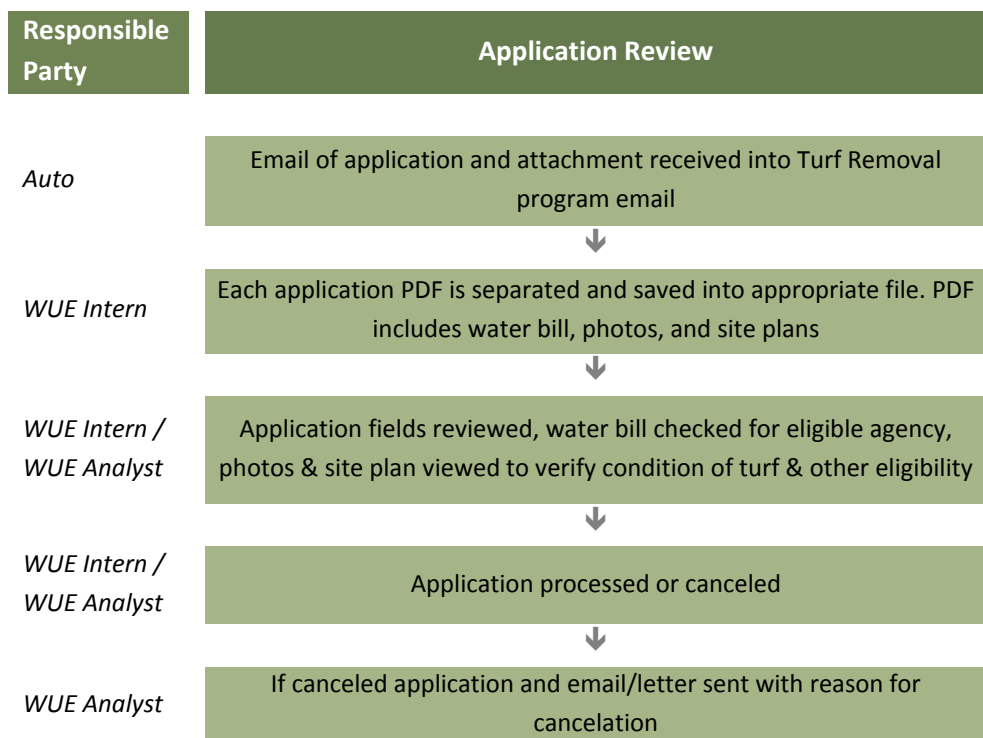 Responsible
Party
Application Review
Auto
Email of application and attachment received into Turf Removal
program email
WUE Intern
Each application PDF is separated and saved into appropriate file. PDF
includes water bill, photos, and site plans
WUE Intern /
WUE Analyst
Application fields reviewed, water bill checked for eligible agency,
photos & site plan viewed to verify condition of turf & other eligibility
WUE Intern /
WUE Analyst
Application processed or canceled
WUE Analyst
If canceled application and email/letter sent with reason for
cancelation